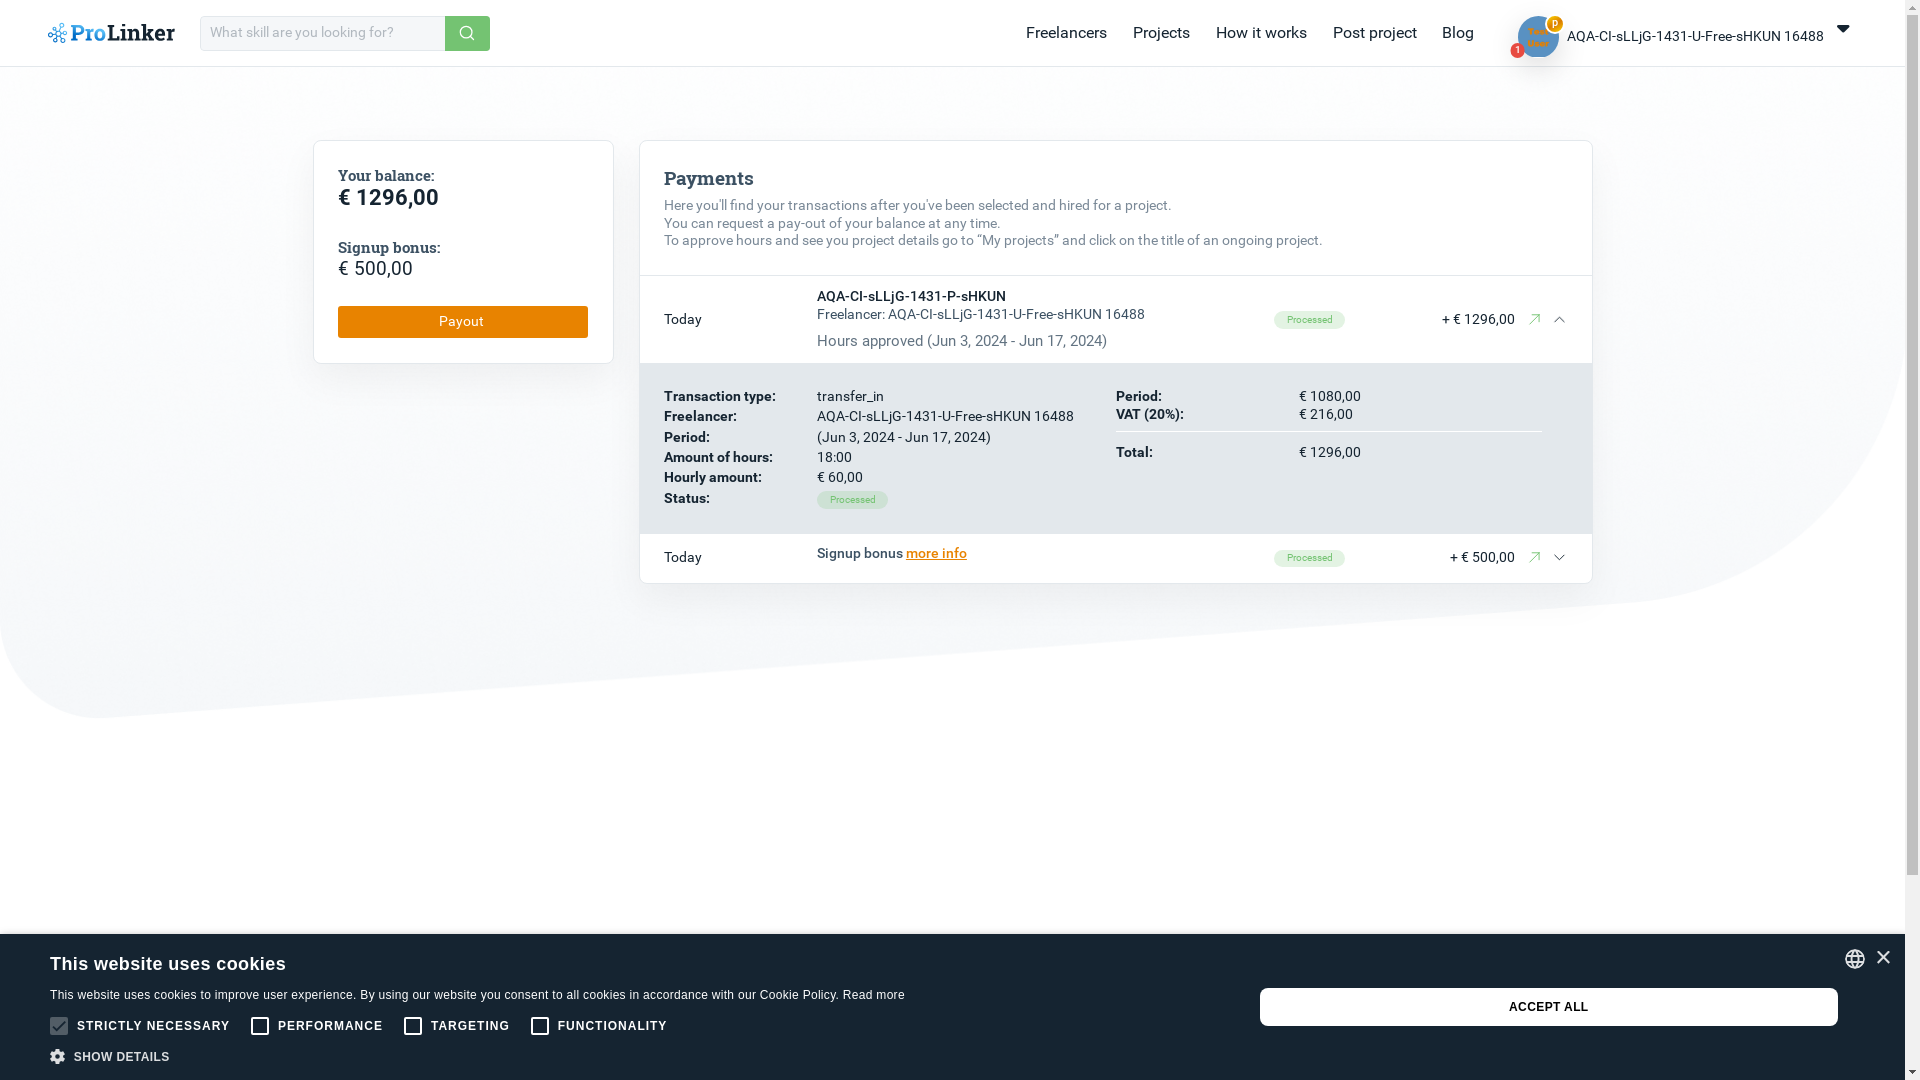 ProLinker
What skill are you looking for?
Freelancers
Projects
How it works
Post project
Blog
p
1
AQA-CI-sLLjG-1431-U-Free-sHKUN 16488
Your balance:
€ 1296,00
Signup bonus:
€ 500,00
Payout
Payments
Here you'll find your transactions after you've been selected and hired for a project.
You can request a pay-out of your balance at any time.
To approve hours and see you project details go to “My projects” and click on the title of an ongoing project.
Today
AQA-CI-sLLjG-1431-P-sHKUN
Freelancer: AQA-CI-sLLjG-1431-U-Free-sHKUN 16488
Hours approved (Jun 3, 2024 - Jun 17, 2024)
Processed
+ € 1296,00
Transaction type: transfer_in
Freelancer: AQA-CI-sLLjG-1431-U-Free-sHKUN 16488
Period: (Jun 3, 2024 - Jun 17, 2024)
Amount of hours: 18:00
Hourly amount: € 60,00
Status: Processed
Period: € 1080,00
VAT (20%): € 216,00
Total: € 1296,00
Today
Signup bonus more info
Processed
+ € 500,00
This website uses cookies
This website uses cookies to improve user experience. By using our website you consent to all cookies in accordance with our Cookie Policy. Read more
STRICTLY NECESSARY
PERFORMANCE
TARGETING
FUNCTIONALITY
SHOW DETAILS
ACCEPT ALL